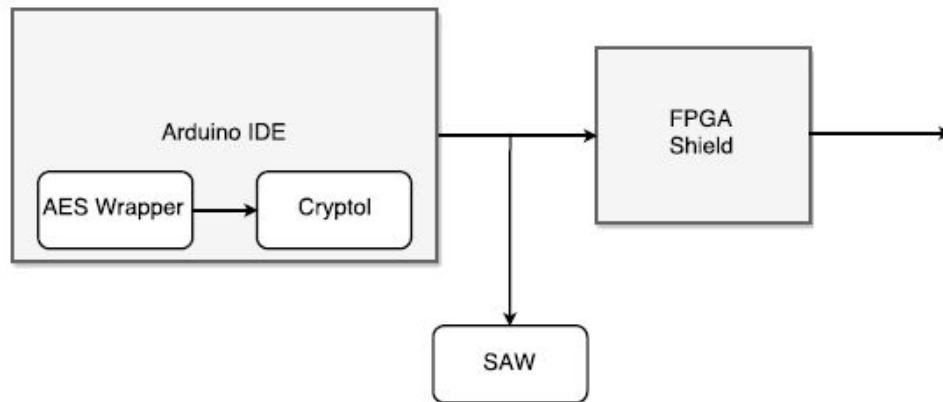 Arduino IDE
AES Wrapper
Cryptol
FPGA
Shield
SAW